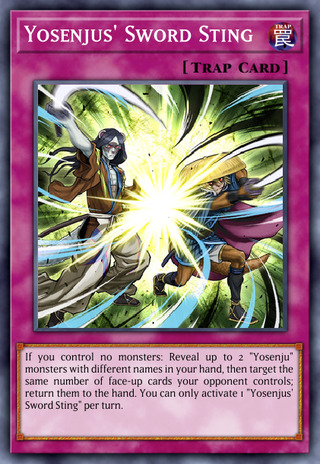 Yosenjus' Sword Sting
TRAP
罠
[Trap Card]
If you control no monsters: Reveal up to 2 "Yosenju"
monsters with different names in your hand, then target the
same number of face-up cards your opponent controls;
return them to the hand. You can only activate 1 "Yosenjus'
Sword Sting" per turn.